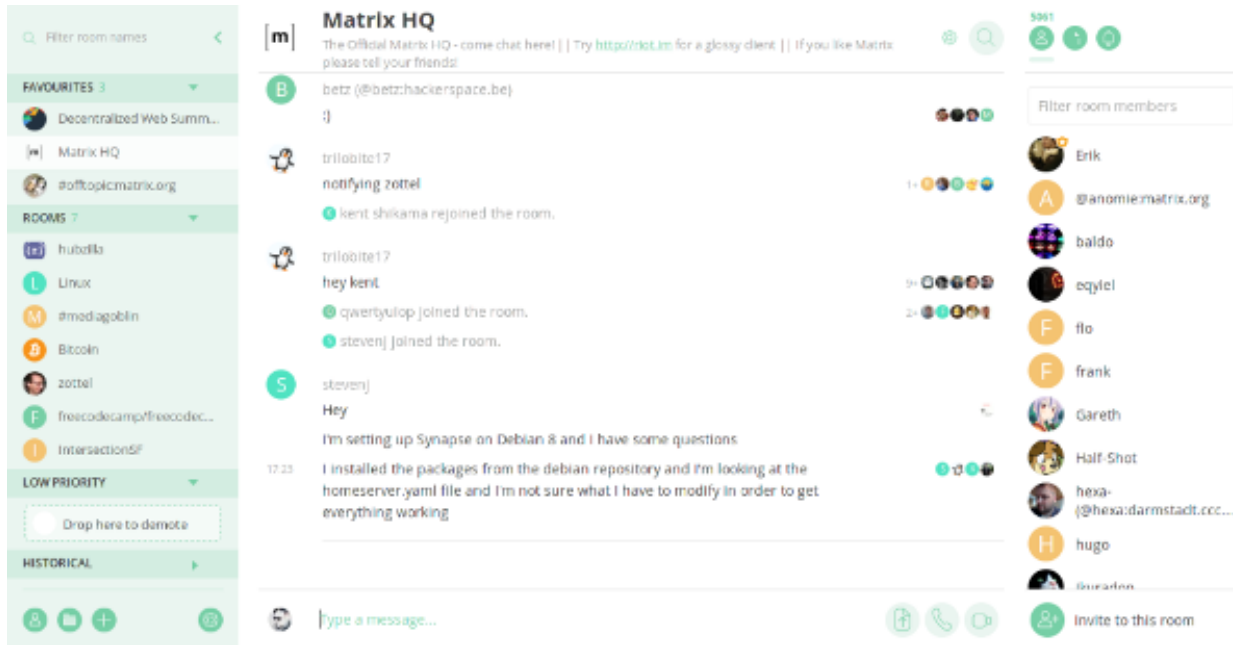 Filter room names
FAVOURITES 3
Decentralized Web Summ...
[m] Matrix HQ
#offtopic:matrix.org
ROOMS 7
hubzilla
L Linux
M #mediagoblin
Bitcoin
zottel
F freecodecamp/freecodec...
I IntersectionSF
LOW PRIORITY
Drop here to demote
HISTORICAL
[m]
Matrix HQ
The Official Matrix HQ - come chat here! || Try http://riot.im for a glossy client || If you like Matrix
please tell your friends!
B betz (@betz:hackerspace.be)
:)
trilobite17
notifying zottel
1+
kent shikama rejoined the room.
trilobite17
hey kent
9+
qwertyuiop joined the room.
2+
stevenj joined the room.
S stevenj
Hey
I'm setting up Synapse on Debian 8 and I have some questions
17:23 I installed the packages from the debian repository and I'm looking at the
homeserver.yaml file and I'm not sure what I have to modify in order to get
everything working
Type a message...
5061
Filter room members
Erik
A @anomie:matrix.org
baldo
eqyiel
F flo
F frank
Gareth
Half-Shot
hexa-
(@hexa:darmstadt.ccc....
H hugo
Invite to this room